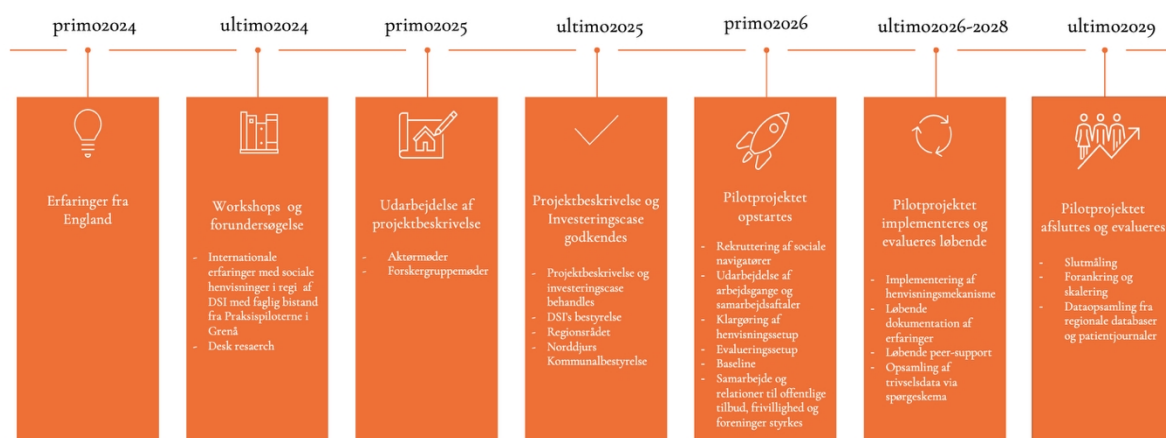 primo2024
ultimo2024
primo2025
ultimo2025
primo2026
ultimo2026-2028
ultimo2029
Erfaringer fra
England
Workshops og
forundersøgelse
- Internationale
erfaringer med sociale
henvisninger i regi af
DSI med faglig bistand
fra Praksispiloterne i
Grenå
- Desk resaerch
Udarbejdelse af
projektbeskrivelse
- Aktørmøder
- Forskergruppemøder
Projektbeskrivelse og
Investeringscase
godkendes
- Projektbeskrivelse og
investeringscase
behandles
- DSI's bestyrelse
- Regionsrådet
- Norddjurs
Kommunalbestyrelse
Pilotprojektet
opstartes
- Rekruttering af sociale
navigatører
- Udarbejdelse af
arbejdsgange og
samarbejdsaftaler
- Klargøring af
henvisningssetup
- Evalueringssetup
- Baseline
- Samarbejde og
relationer til offentlige
tilbud, frivillighed og
foreninger styrkes
Pilotprojektet
implementeres og
evalueres løbende
- Implementering af
henvisningsmekanisme
- Løbende
dokumentation af
erfaringer
- Løbende peer-support
- Opsamling af
trivselsdata via
spørgeskema
Pilotprojektet
afsluttes og evalueres
- Slutmåling
- Forankring og
skalering
- Dataopsamling fra
regionale databaser
og patientjournaler